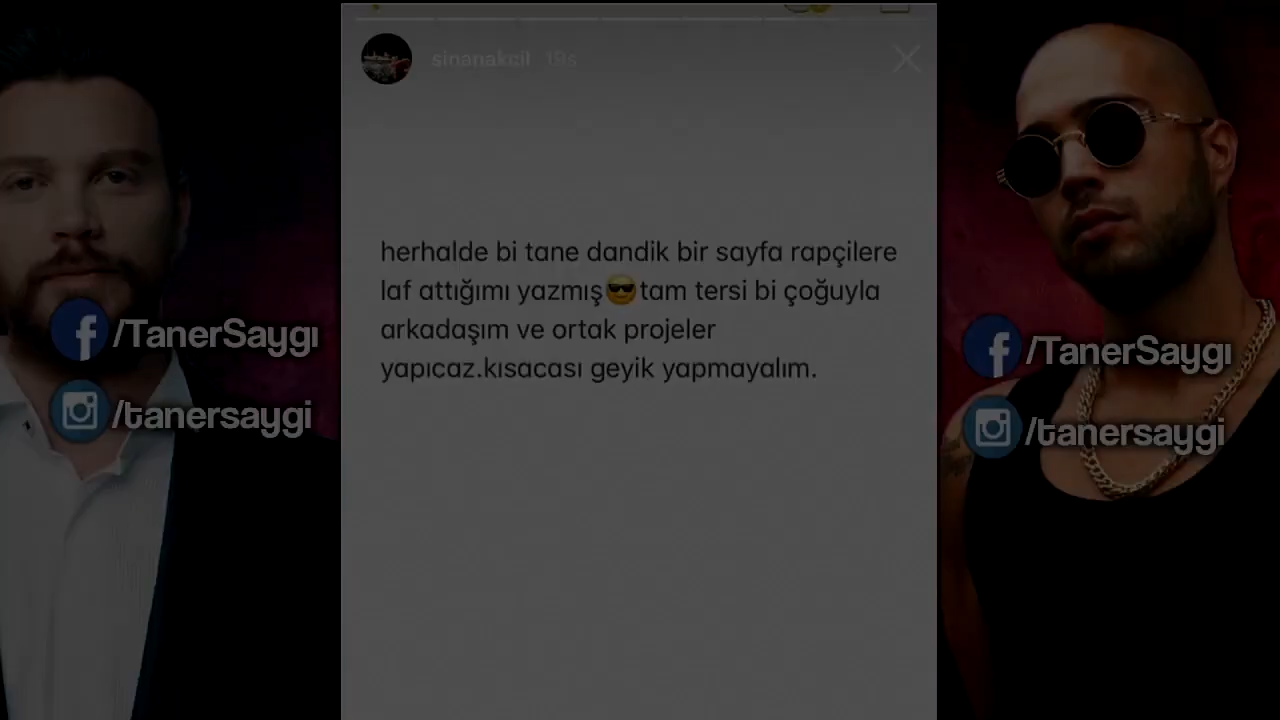 sinanakcil 19s
herhalde bi tane dandik bir sayfa rapçilere
laf attığımı yazmış😎tam tersi bi çoğuyla
arkadaşım ve ortak projeler
yapıcaz.kısacası geyik yapmayalım.
/TanerSaygı
/tanersaygi
/TanerSaygı
/tanersaygi